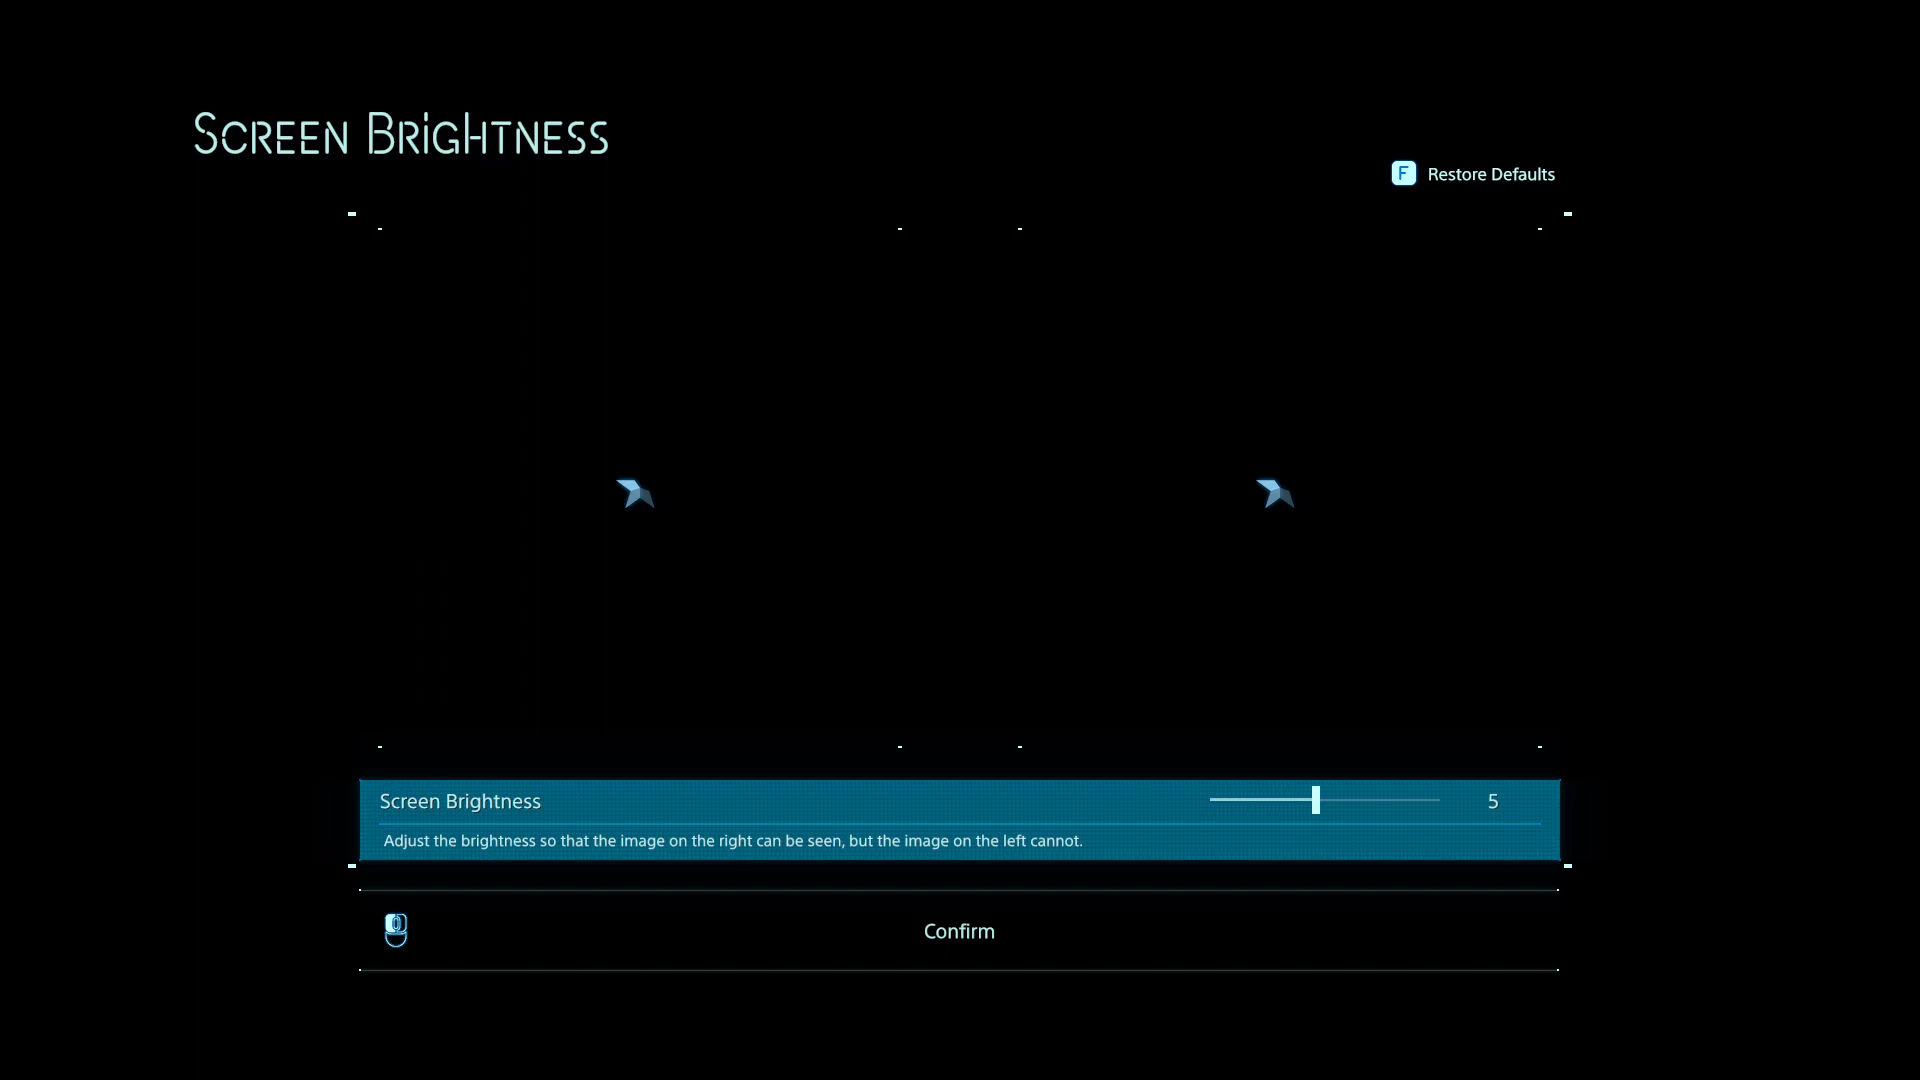 Screen Brightness
F Restore Defaults
Screen Brightness 5
Adjust the brightness so that the image on the right can be seen, but the image on the left cannot.
Confirm